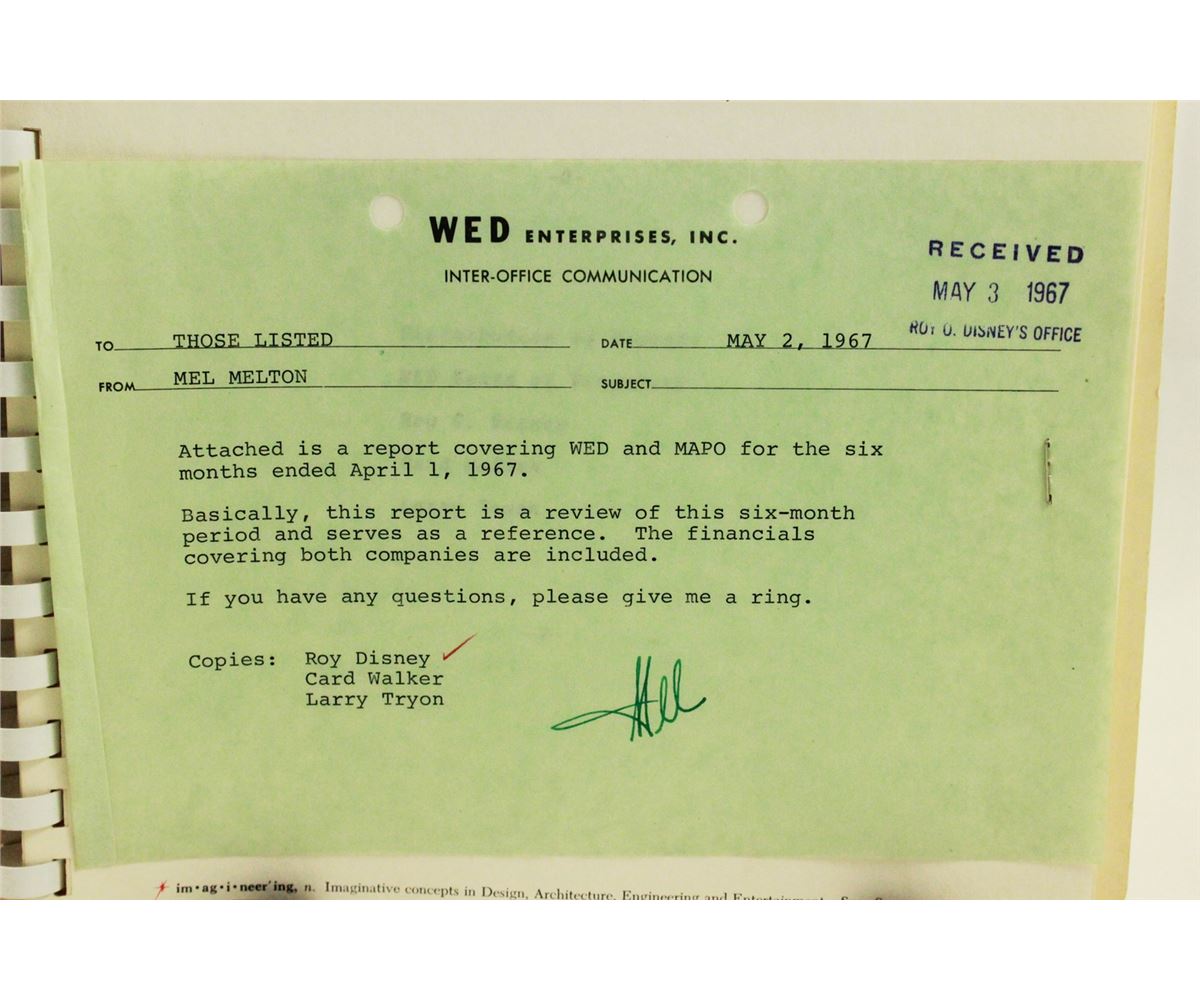 WED ENTERPRISES, INC.
INTER-OFFICE COMMUNICATION
RECEIVED
MAY 3 1967
ROY O. DISNEY'S OFFICE
TO THOSE LISTED DATE MAY 2, 1967
FROM MEL MELTON SUBJECT
Attached is a report covering WED and MAPO for the six
months ended April 1, 1967.
Basically, this report is a review of this six-month
period and serves as a reference. The financials
covering both companies are included.
If you have any questions, please give me a ring.
Copies: Roy Disney
Card Walker
Larry Tryon
Mel
im•ag•i•neer'ing, n. Imaginative concepts in Design, Architecture, Engineering and Entertainment.